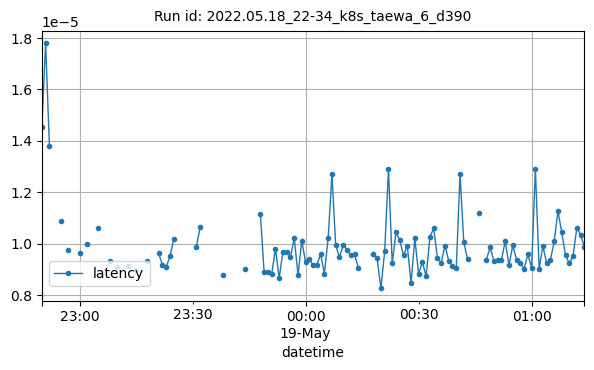 Run id: 2022.05.18_22-34_k8s_taewa_6_d390
1e−5
1.8
1.6
1.4
1.2
1.0
0.8
latency
23:00
23:30
00:00
00:30
01:00
19-May
datetime